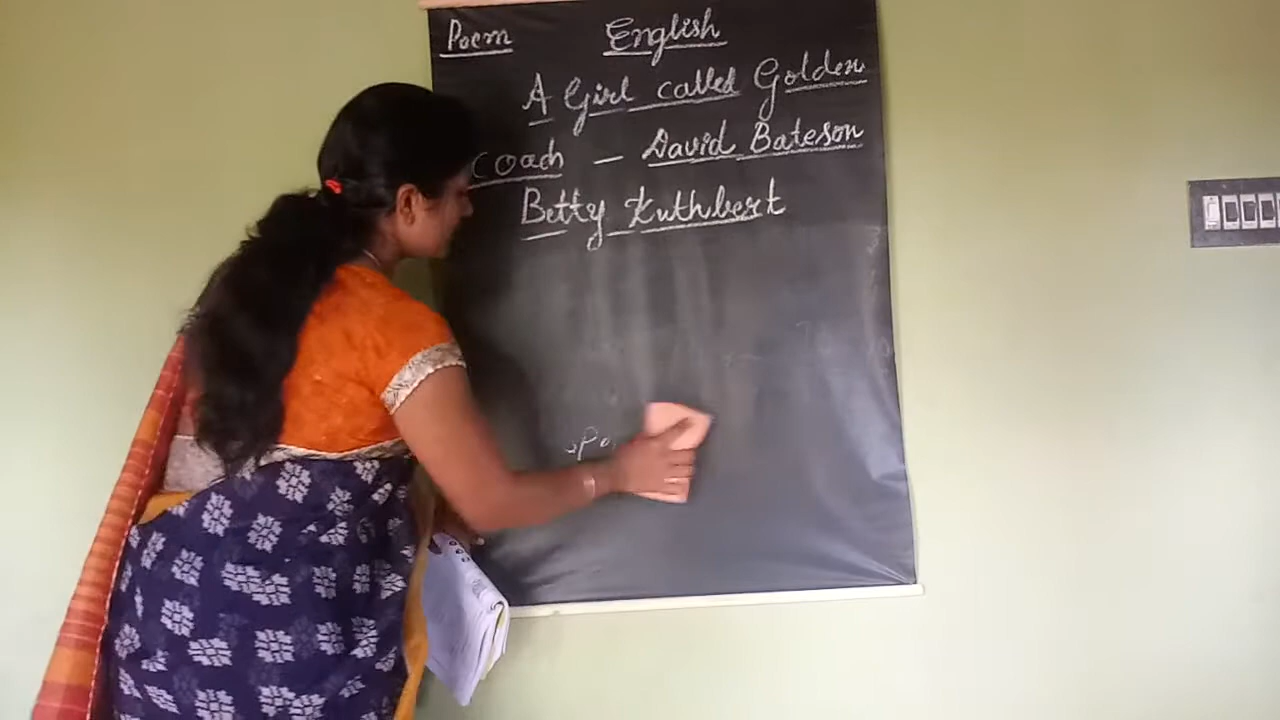 Poem English
A Girl called Golden
Coach — David Bateson
Betty Kuthbert